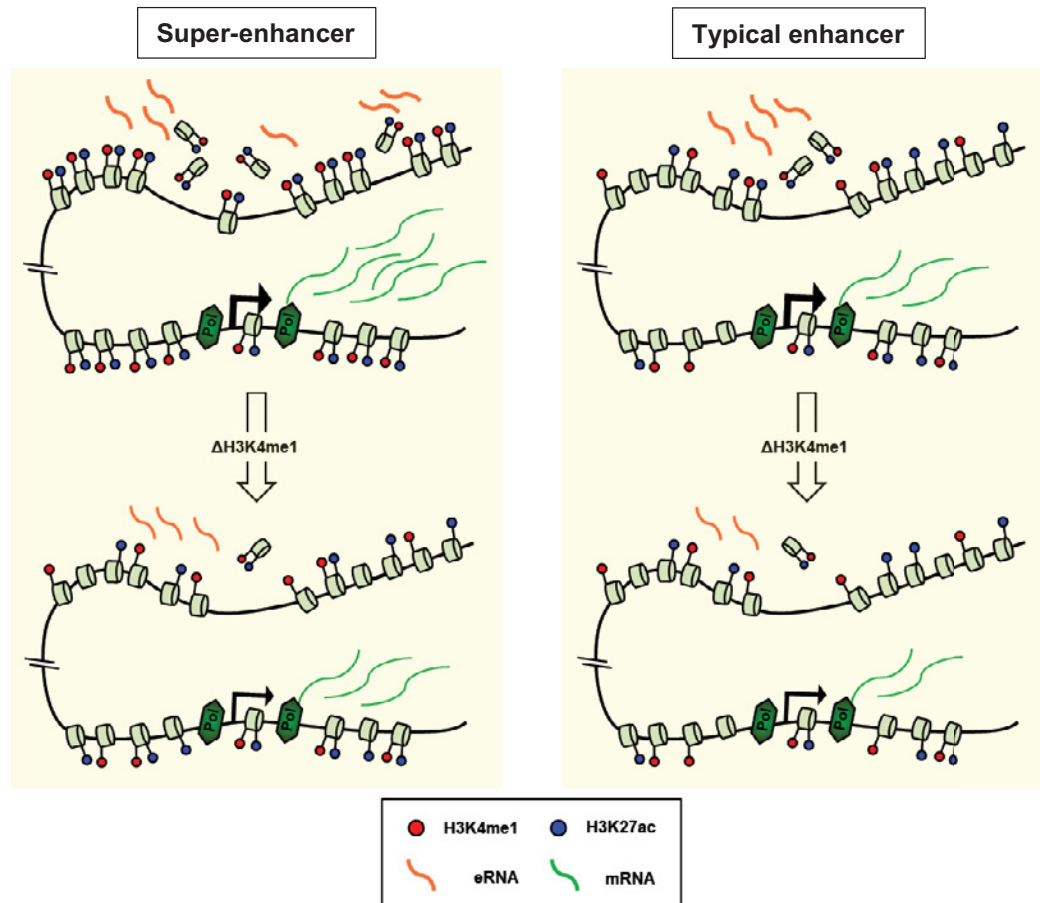 Super-enhancer
Typical enhancer
Pol
Pol
Pol
Pol
ΔH3K4me1
ΔH3K4me1
Pol
Pol
Pol
Pol
H3K4me1
H3K27ac
eRNA
mRNA